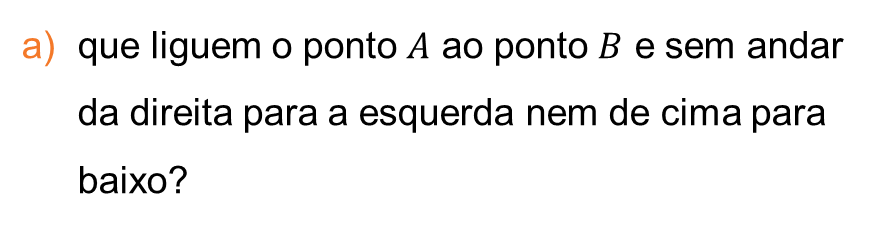 a) que liguem o ponto A ao ponto B e sem andar
da direita para a esquerda nem de cima para
baixo?